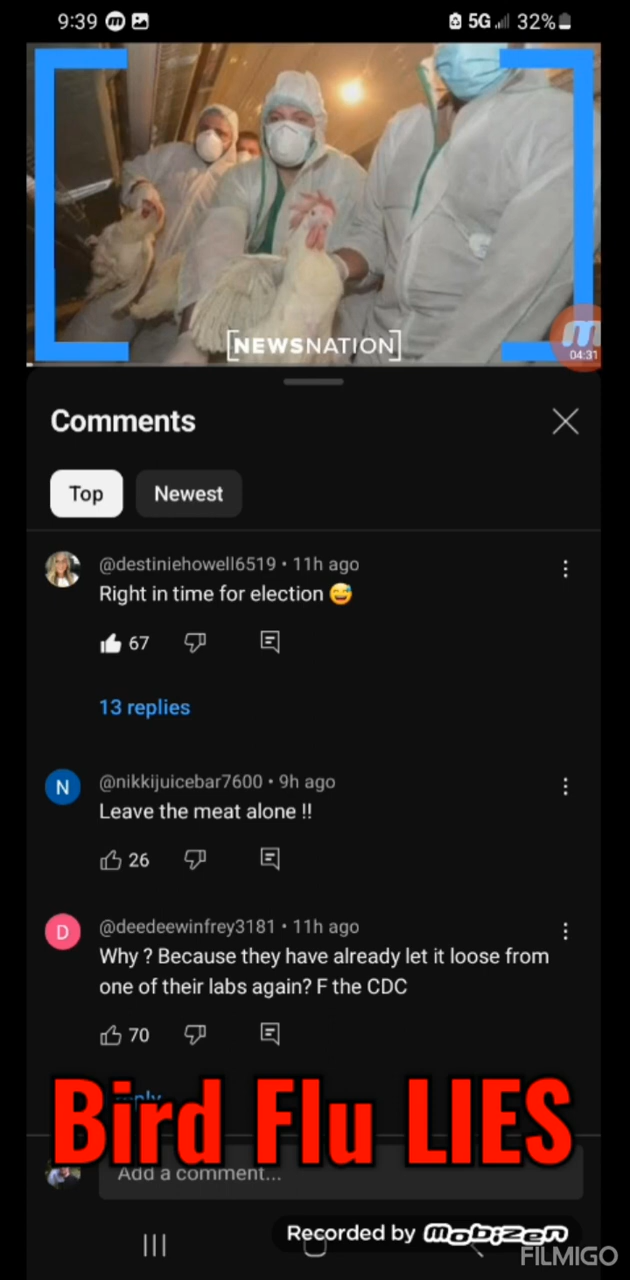 9:39
5G 32%
[NEWSNATION]
04:31
Comments
Top Newest
@destiniehowell6519 • 11h ago
Right in time for election 😅
67
13 replies
N
@nikkijuicebar7600 • 9h ago
Leave the meat alone !!
26
D
@deedeewinfrey3181 • 11h ago
Why ? Because they have already let it loose from
one of their labs again? F the CDC
70
reply
Bird Flu LIES
Add a comment...
Recorded by mobizen
FILMIGO